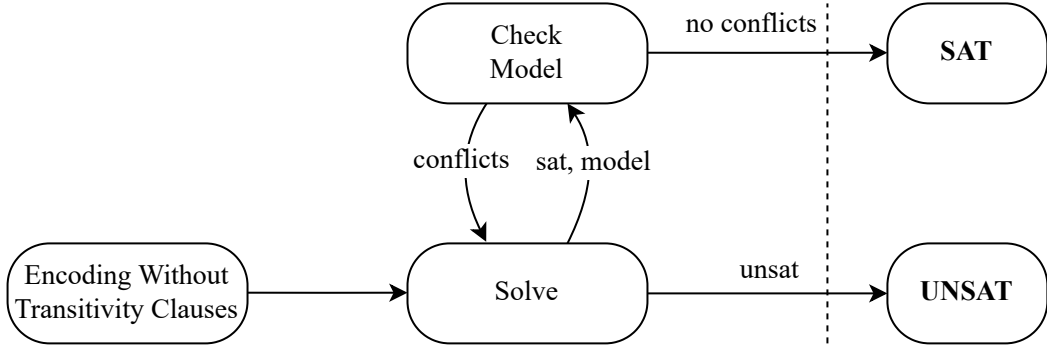 Check
Model
no conflicts
SAT
conflicts
sat, model
Encoding Without
Transitivity Clauses
Solve
unsat
UNSAT